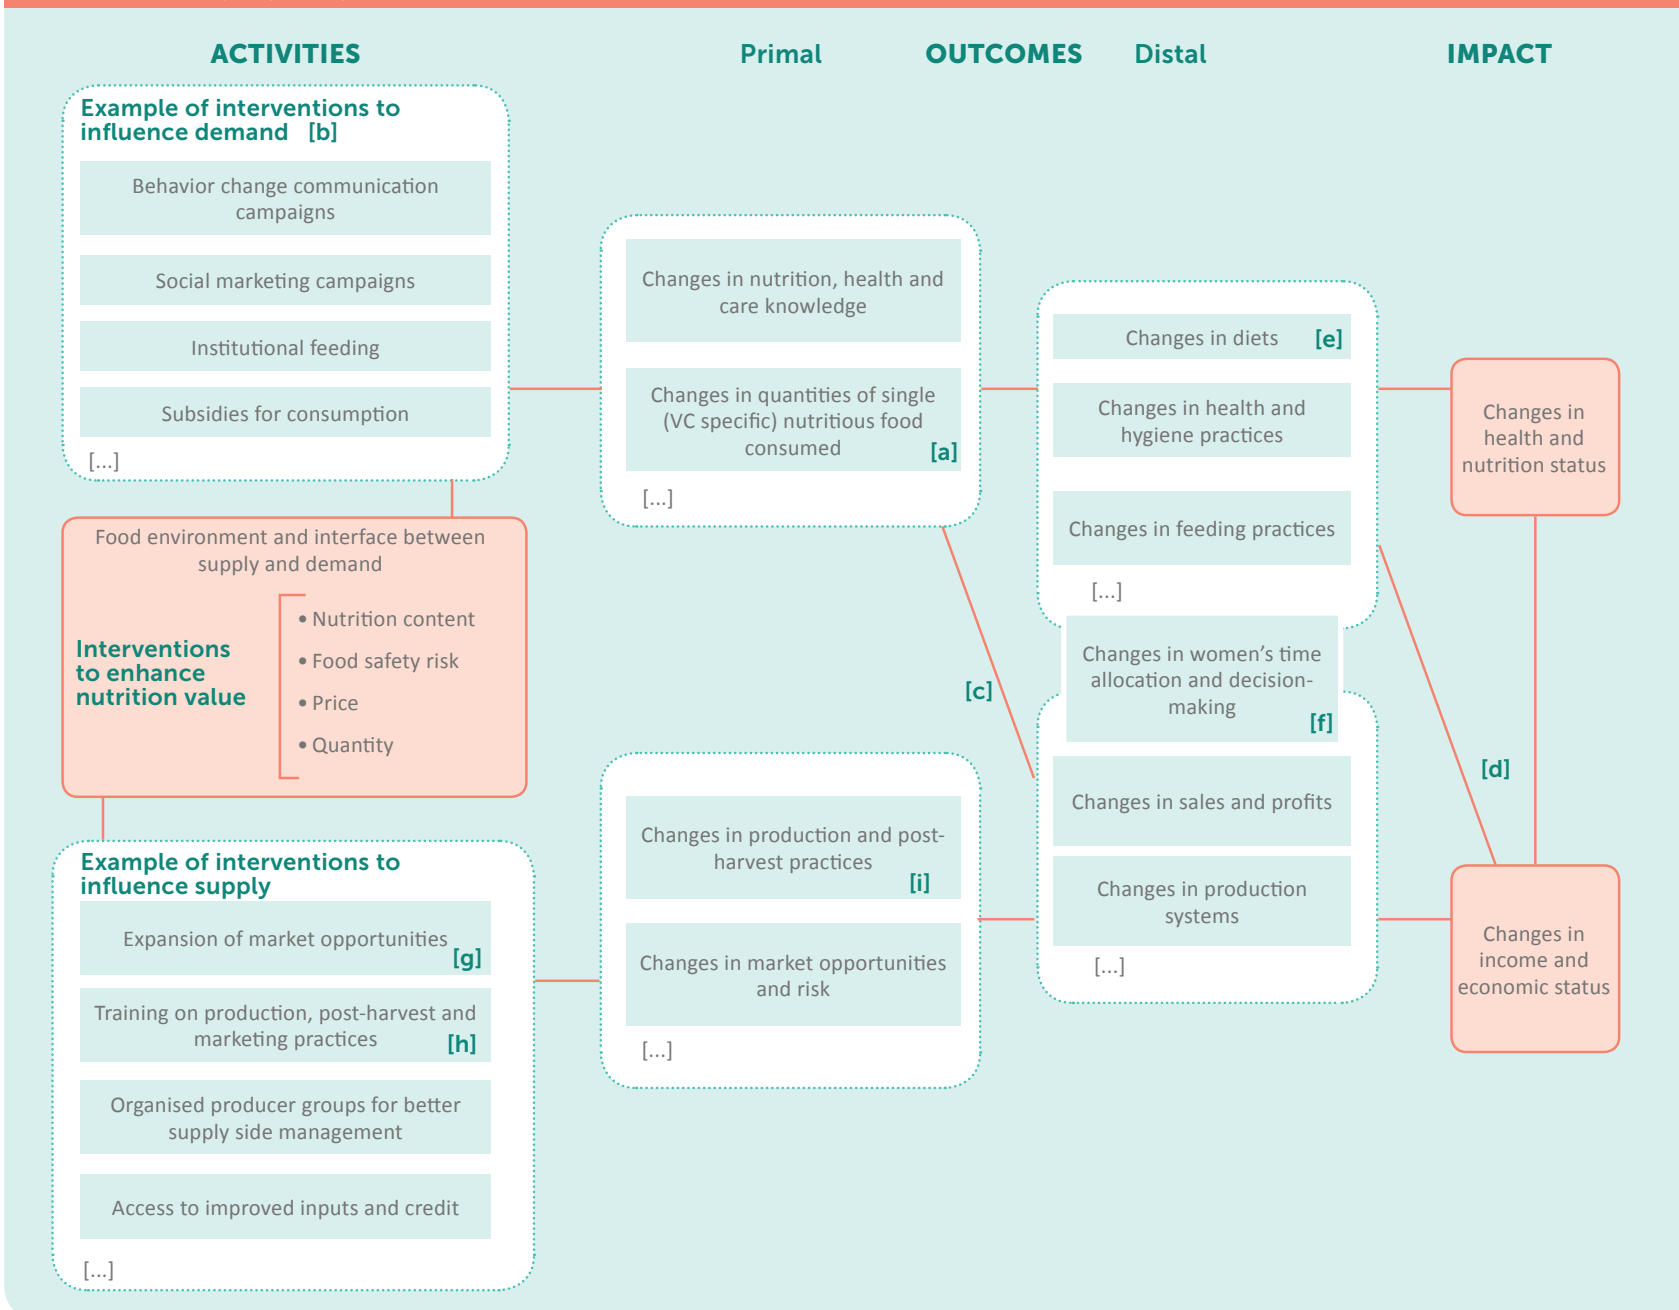 ACTIVITIES
Primal
OUTCOMES
Distal
IMPACT
Example of interventions to
influence demand [b]
Behavior change communication
campaigns
Social marketing campaigns
Institutional feeding
Subsidies for consumption
[...]
Food environment and interface between
supply and demand
Interventions
to enhance
nutrition value
• Nutrition content
• Food safety risk
• Price
• Quantity
Example of interventions to
influence supply
Expansion of market opportunities
[g]
Training on production, post-harvest and
marketing practices [h]
Organised producer groups for better
supply side management
Access to improved inputs and credit
[...]
Changes in nutrition, health and
care knowledge
Changes in quantities of single
(VC specific) nutritious food
consumed [a]
[...]
[c]
Changes in production and post-
harvest practices
[i]
Changes in market opportunities
and risk
[...]
Changes in diets [e]
Changes in health and
hygiene practices
Changes in feeding practices
[...]
Changes in women’s time
allocation and decision-
making
[f]
Changes in sales and profits
Changes in production
systems
[...]
[d]
Changes in
health and
nutrition status
Changes in
income and
economic status